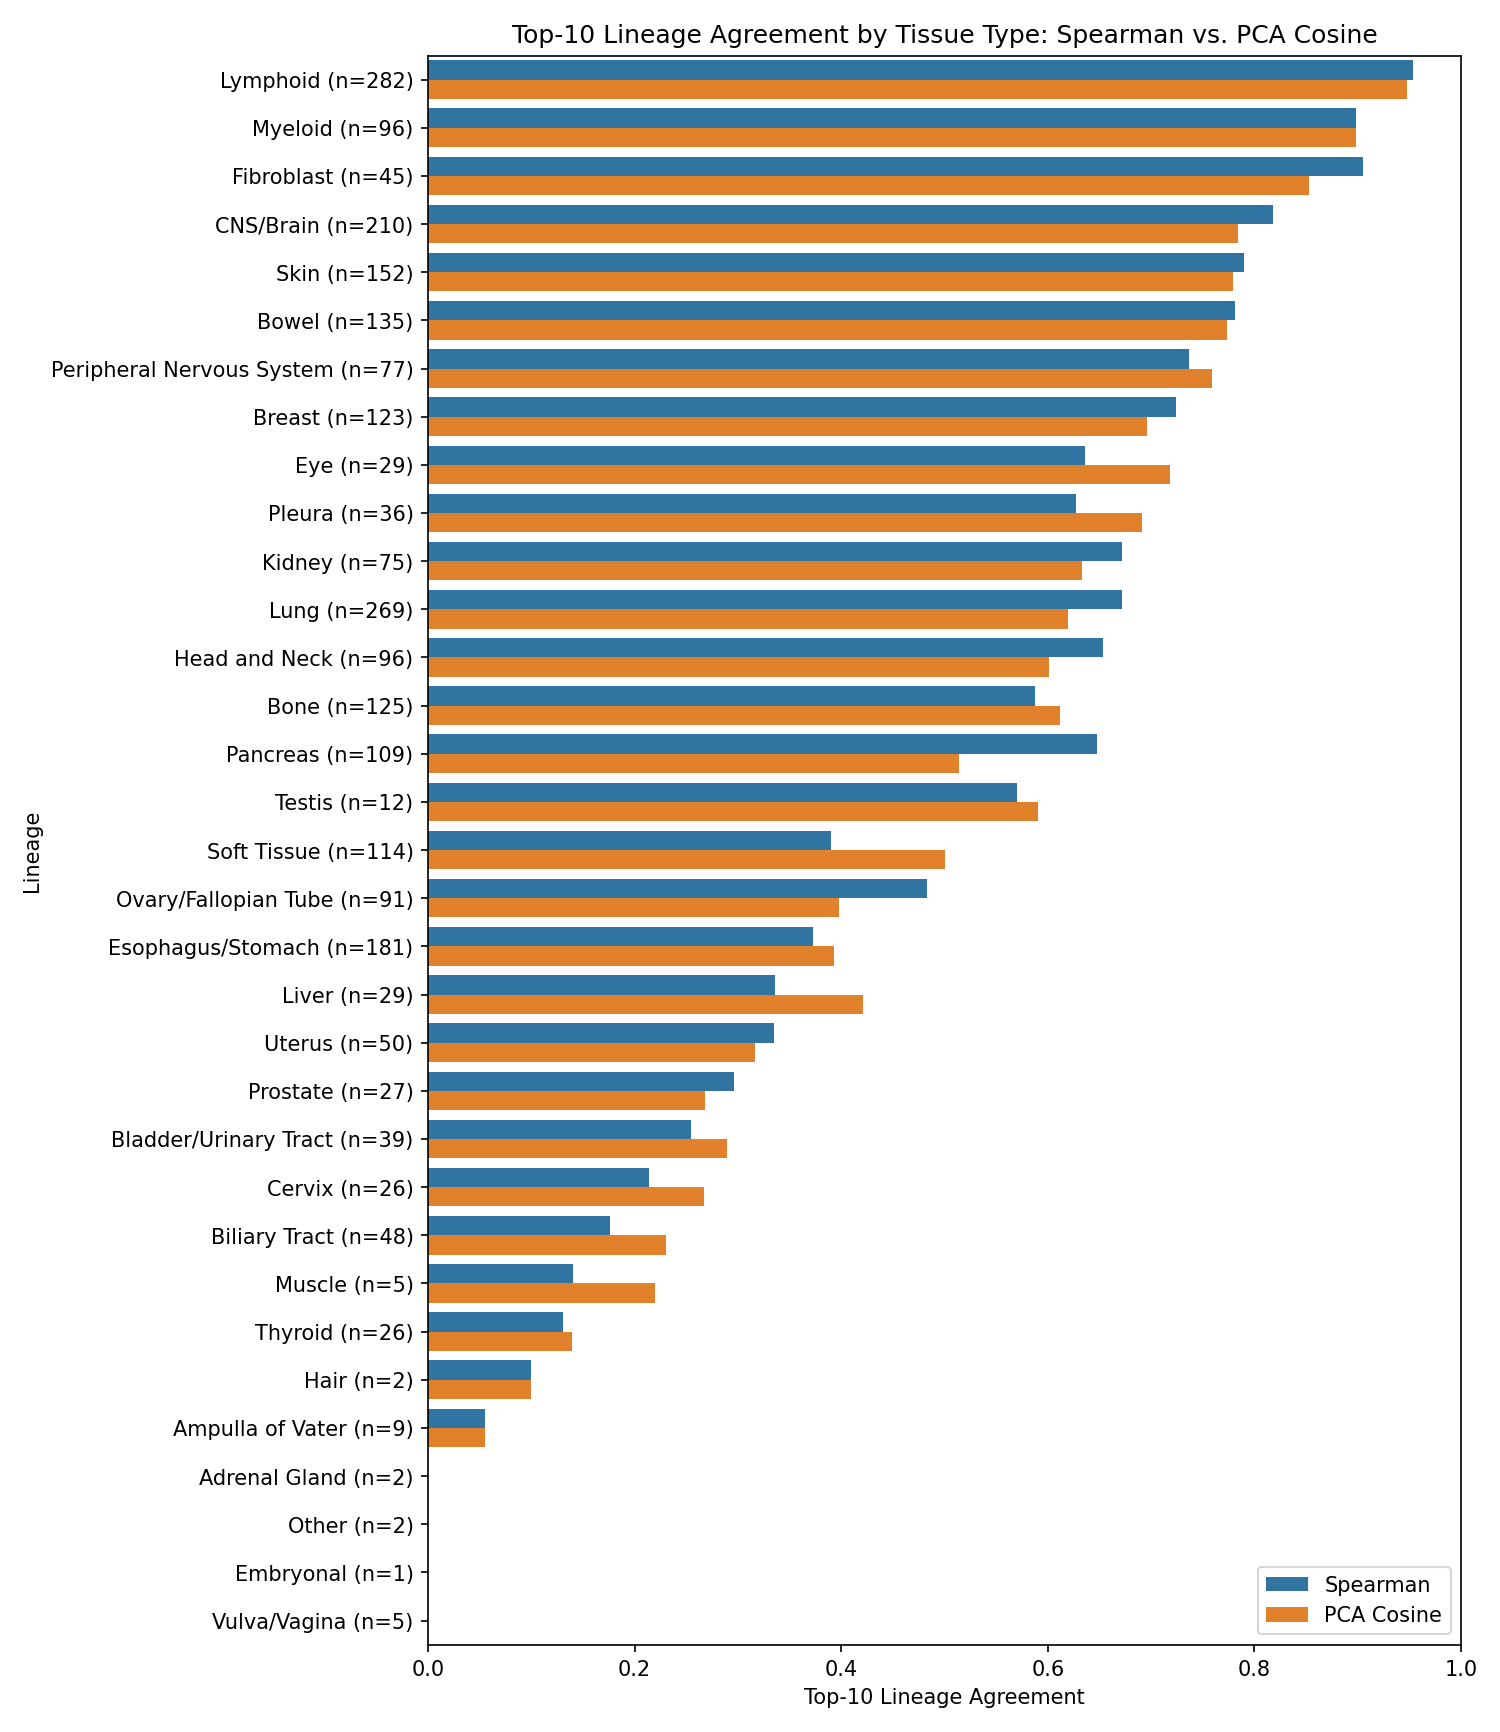 Top-10 Lineage Agreement by Tissue Type: Spearman vs. PCA Cosine
Lineage
Lymphoid (n=282)
Myeloid (n=96)
Fibroblast (n=45)
CNS/Brain (n=210)
Skin (n=152)
Bowel (n=135)
Peripheral Nervous System (n=77)
Breast (n=123)
Eye (n=29)
Pleura (n=36)
Kidney (n=75)
Lung (n=269)
Head and Neck (n=96)
Bone (n=125)
Pancreas (n=109)
Testis (n=12)
Soft Tissue (n=114)
Ovary/Fallopian Tube (n=91)
Esophagus/Stomach (n=181)
Liver (n=29)
Uterus (n=50)
Prostate (n=27)
Bladder/Urinary Tract (n=39)
Cervix (n=26)
Biliary Tract (n=48)
Muscle (n=5)
Thyroid (n=26)
Hair (n=2)
Ampulla of Vater (n=9)
Adrenal Gland (n=2)
Other (n=2)
Embryonal (n=1)
Vulva/Vagina (n=5)
Spearman
PCA Cosine
0.0 0.2 0.4 0.6 0.8 1.0
Top-10 Lineage Agreement